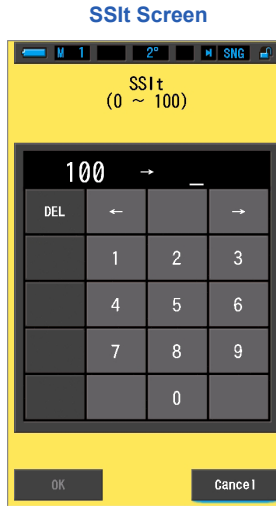 SSIt Screen
M 1 2° SNG
SSIt
(0 ~ 100)
100 → _
DEL ← →
1 2 3
4 5 6
7 8 9
0
OK Cancel